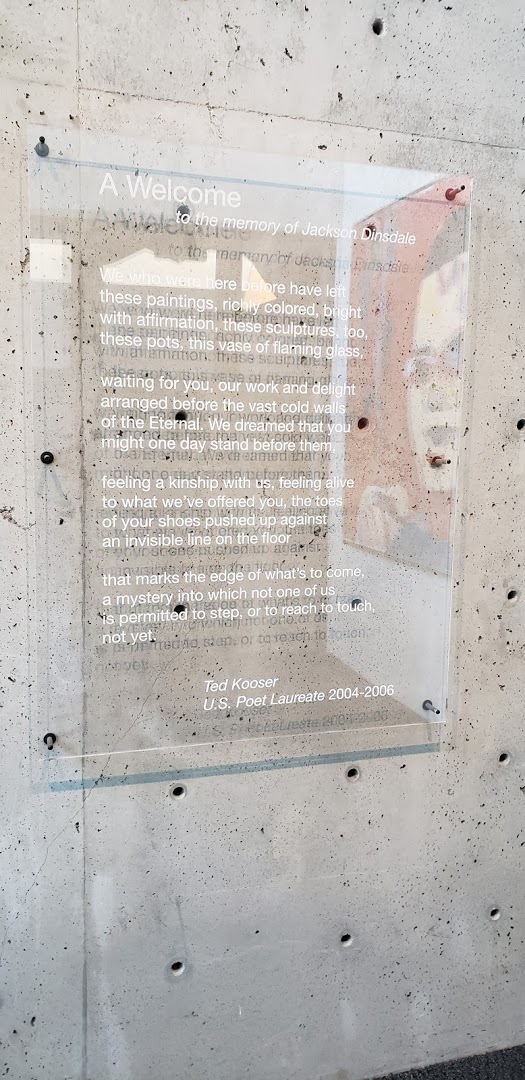 A Welcome
to the memory of Jackson Dinsdale
We who were here before have left
these paintings, richly colored, bright
with affirmation, these sculptures, too,
these pots, this vase of flaming glass,
waiting for you, our work and delight
arranged before the vast cold walls
of the Eternal. We dreamed that you
might one day stand before them,
feeling a kinship with us, feeling alive
to what we've offered you, the toes
of your shoes pushed up against
an invisible line on the floor
that marks the edge of what's to come,
a mystery into which not one of us
is permitted to step, or to reach to touch,
not yet.
Ted Kooser
U.S. Poet Laureate 2004-2006